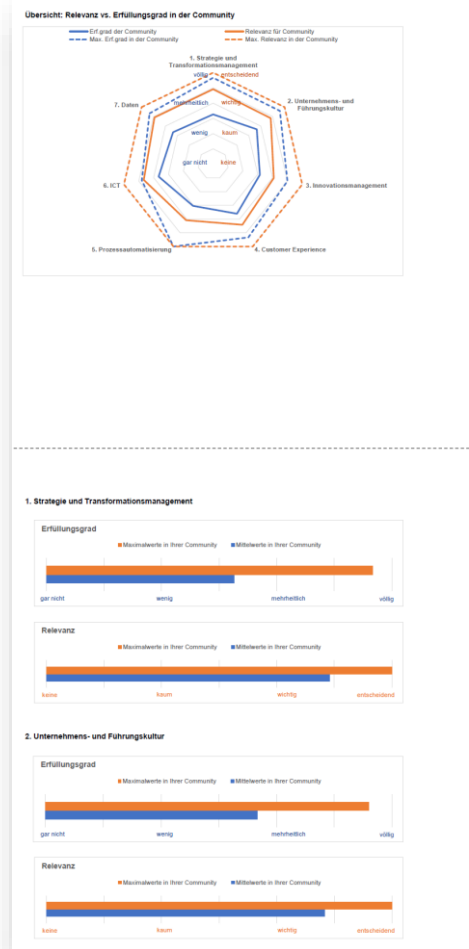 Übersicht: Relevanz vs. Erfüllungsgrad in der Community
Erf.grad der Community
Relevanz für Community
Max. Erf.grad in der Community
Max. Relevanz in der Community
1. Strategie und
Transformationsmanagement
völlig
entscheidend
7. Daten
mehrheitlich
wichtig
2. Unternehmens- und
Führungskultur
wenig
kaum
gar nicht
keine
6. ICT
3. Innovationsmanagement
5. Prozessautomatisierung
4. Customer Experience
1. Strategie und Transformationsmanagement
Erfüllungsgrad
Maximalwerte in Ihrer Community Mittelwerte in Ihrer Community
gar nicht wenig mehrheitlich völlig
Relevanz
Maximalwerte in Ihrer Community Mittelwerte in Ihrer Community
keine kaum wichtig entscheidend
2. Unternehmens- und Führungskultur
Erfüllungsgrad
Maximalwerte in Ihrer Community Mittelwerte in Ihrer Community
gar nicht wenig mehrheitlich völlig
Relevanz
Maximalwerte in Ihrer Community Mittelwerte in Ihrer Community
keine kaum wichtig entscheidend